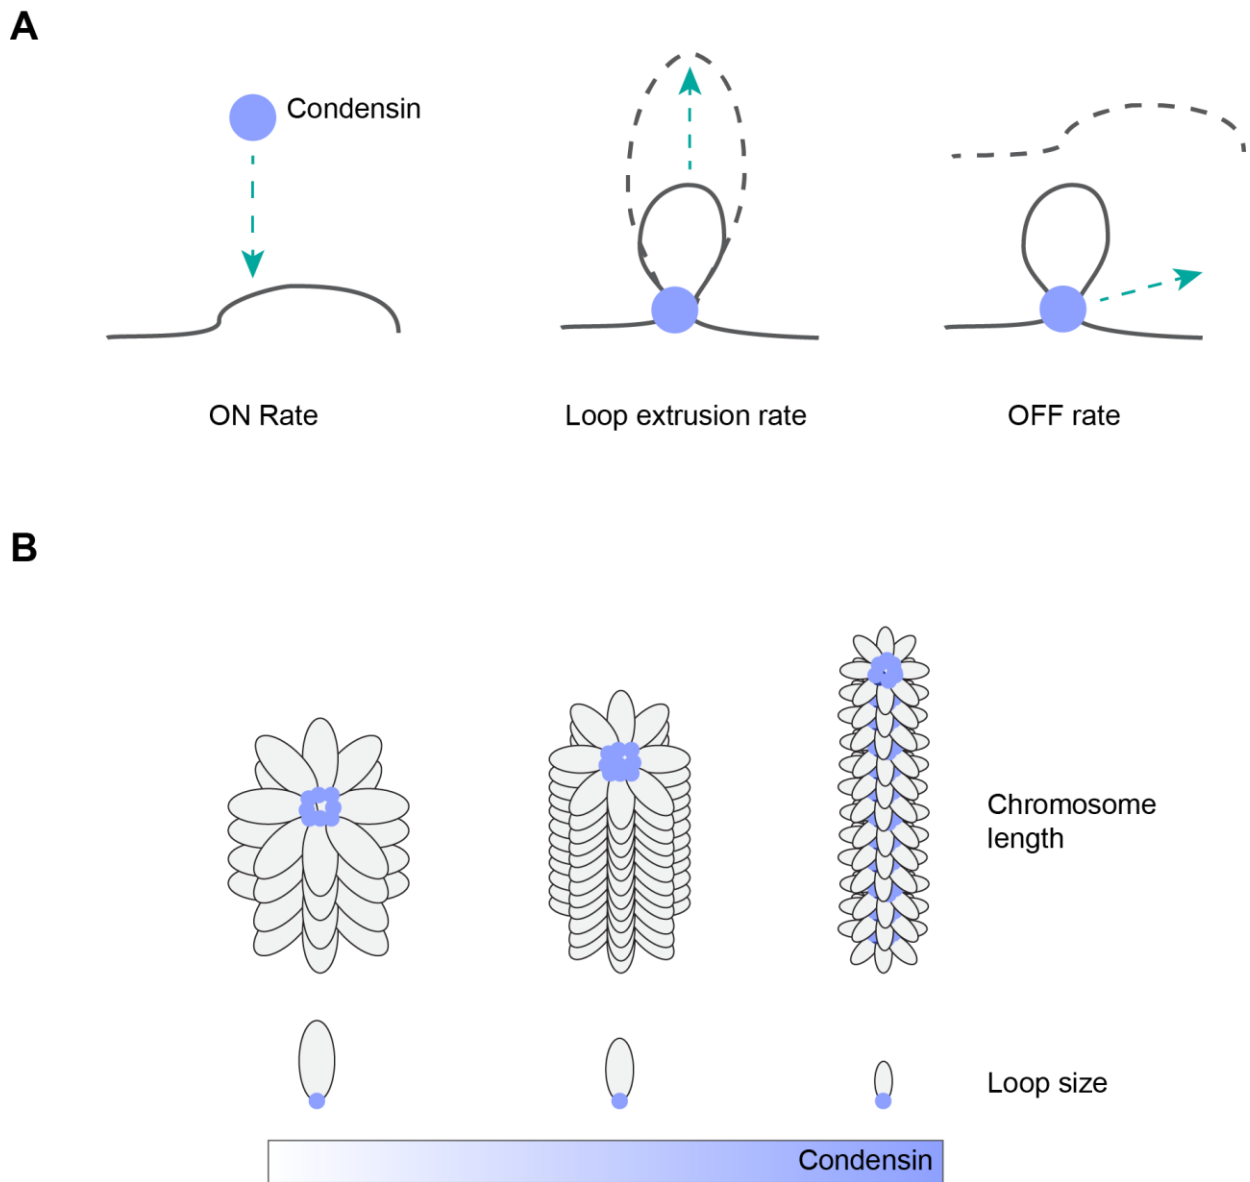 A
Condensin
ON Rate
Loop extrusion rate
OFF rate
B
Chromosome
length
Loop size
Condensin